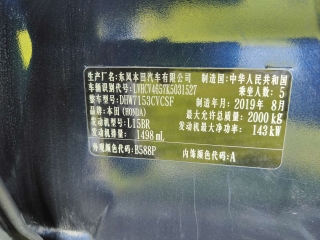 生产厂名: 东风本田汽车有限公司 制造国: 中华人民共和国
车辆识别代号: LVHCV465YK5031527 乘坐人数: 5
整车型号: DHW7153CVCSF 制造年月: 2019年 8月
品牌: 本田 (HONDA) 最大允许总质量: 2000 kg
发动机型号: L15BR 发动机最大净功率: 143 kW
发动机排量: 1498 mL
外观颜色代码: B588P 内饰颜色代码: A